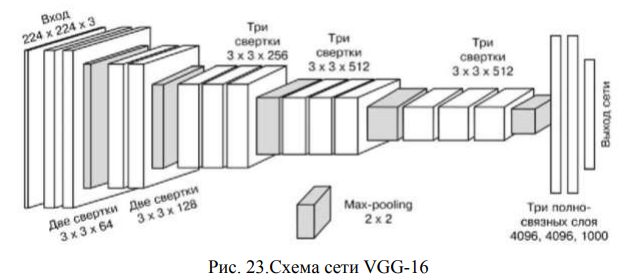 Вход
224 x 224 x 3
Две свертки
3 x 3 x 64
Две свертки
3 x 3 x 128
Три
свертки
3 x 3 x 256
Три
свертки
3 x 3 x 512
Три
свертки
3 x 3 x 512
Max-pooling
2 x 2
Три полно-
связных слоя
4096, 4096, 1000
Выход сети
Рис. 23.Схема сети VGG-16